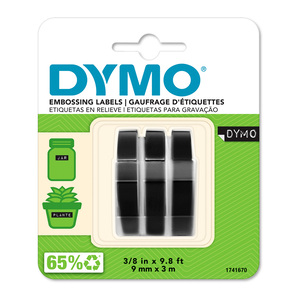 DYMO
EMBOSSING LABELS | GAUFRAGE D'ÉTIQUETTES
ETIQUETAS EN RELIEVE / ETIQUETAS PARA GRAVAÇÃO
DYMO
JAR
PLANTE
65%
3/8 in x 9.8 ft
9 mm x 3 m
1741670